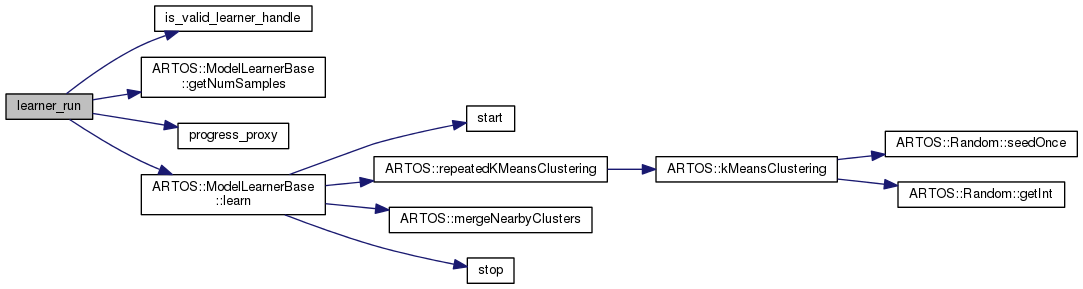 learner_run
is_valid_learner_handle
ARTOS::ModelLearnerBase
::getNumSamples
progress_proxy
ARTOS::ModelLearnerBase
::learn
start
ARTOS::repeatedKMeansClustering
ARTOS::mergeNearbyClusters
stop
ARTOS::kMeansClustering
ARTOS::Random::seedOnce
ARTOS::Random::getInt